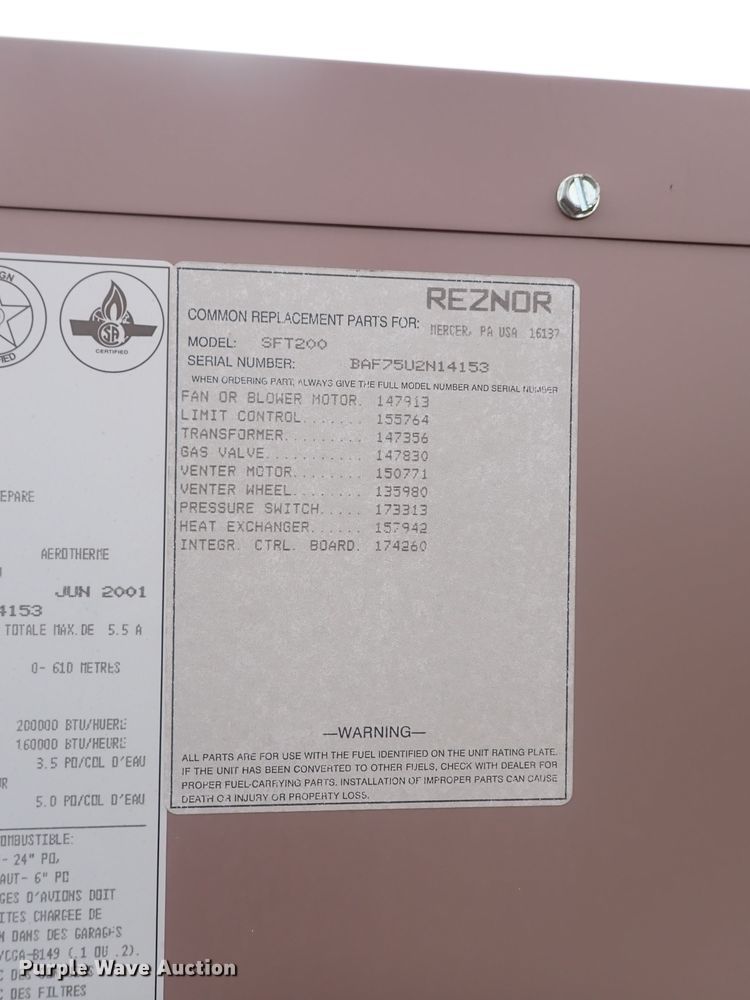 REZNOR
COMMON REPLACEMENT PARTS FOR: MERCER, PA USA 16137
MODEL: SFT200
SERIAL NUMBER: BAF75U2N14153
WHEN ORDERING PART, ALWAYS GIVE THE FULL MODEL NUMBER AND SERIAL NUMBER
FAN OR BLOWER MOTOR. 147913
LIMIT CONTROL....... 155764
TRANSFORMER......... 147356
GAS VALVE........... 147830
VENTER MOTOR........ 150771
VENTER WHEEL........ 135980
PRESSURE SWITCH..... 173313
HEAT EXCHANGER...... 157942
INTEGR. CTRL. BOARD. 174260
—WARNING—
ALL PARTS ARE FOR USE WITH THE FUEL IDENTIFIED ON THE UNIT RATING PLATE.
IF THE UNIT HAS BEEN CONVERTED TO OTHER FUELS, CHECK WITH DEALER FOR
PROPER FUEL-CARRYING PARTS. INSTALLATION OF IMPROPER PARTS CAN CAUSE
DEATH OR INJURY OR PROPERTY LOSS.
CERTIFIED
EPARE
AEROTHERME
JUN 2001
4153
TOTALE MAX.DE 5.5 A
0- 610 METRES
200000 BTU/HUERE
160000 BTU/HEURE
3.5 PO/COL D'EAU
5.0 PO/COL D'EAU
OMBUSTIBLE:
- 24" PO,
AUT- 6" PO
GES D'AVIONS DOIT
ITES CHARGEE DE
DANS DES GARAGES
/CGA-B149 (.1 OU .2).
DES FILTRES
Purple Wave Auction